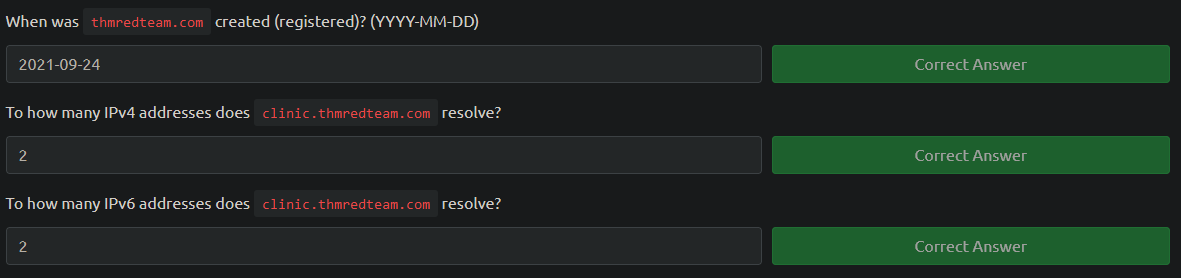 When was thmredteam.com created (registered)? (YYYY-MM-DD)
2021-09-24 Correct Answer
To how many IPv4 addresses does clinic.thmredteam.com resolve?
2 Correct Answer
To how many IPv6 addresses does clinic.thmredteam.com resolve?
2 Correct Answer